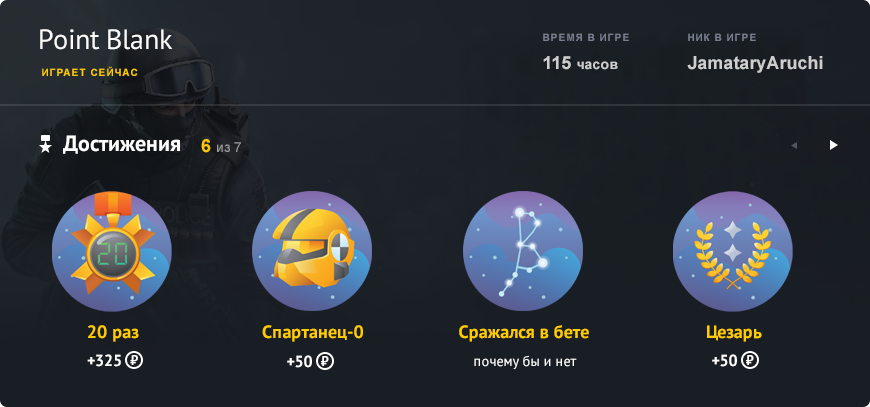 Point Blank
ИГРАЕТ СЕЙЧАС
ВРЕМЯ В ИГРЕ
115 часов
НИК В ИГРЕ
JamataryAruchi
Достижения 6 из 7
20
20 раз
+325 ₽
Спартанец-0
+50 ₽
Сражался в бете
почему бы и нет
Цезарь
+50 ₽